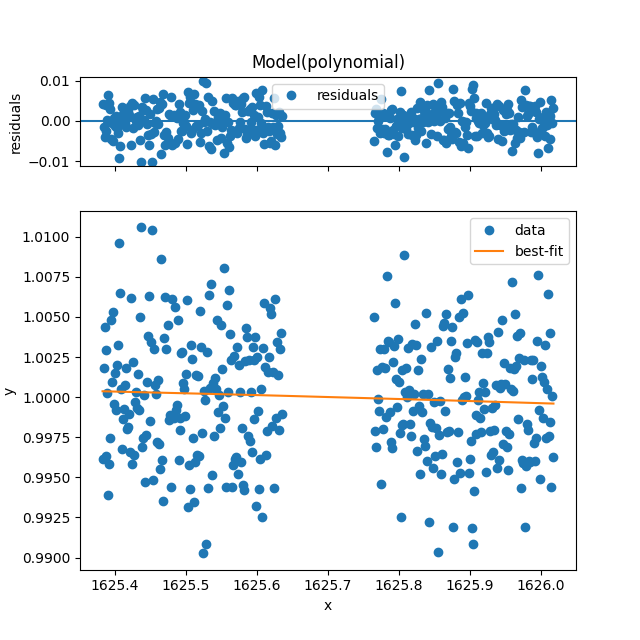 Model(polynomial)
residuals
0.01
0.00
−0.01
residuals
y
1.0100
1.0075
1.0050
1.0025
1.0000
0.9975
0.9950
0.9925
0.9900
data
best-fit
1625.4 1625.5 1625.6 1625.7 1625.8 1625.9 1626.0
x